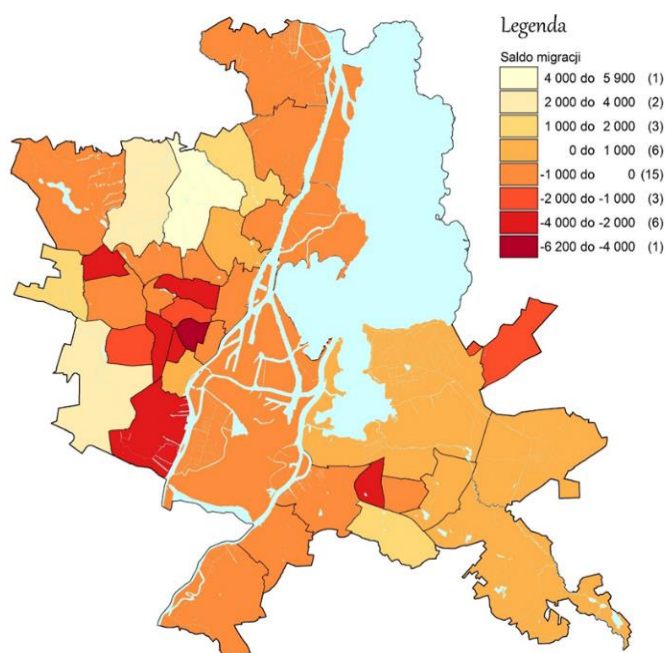 Legenda
Saldo migracji
4 000 do 5 900 (1)
2 000 do 4 000 (2)
1 000 do 2 000 (3)
0 do 1 000 (6)
-1 000 do 0 (15)
-2 000 do -1 000 (3)
-4 000 do -2 000 (6)
-6 200 do -4 000 (1)